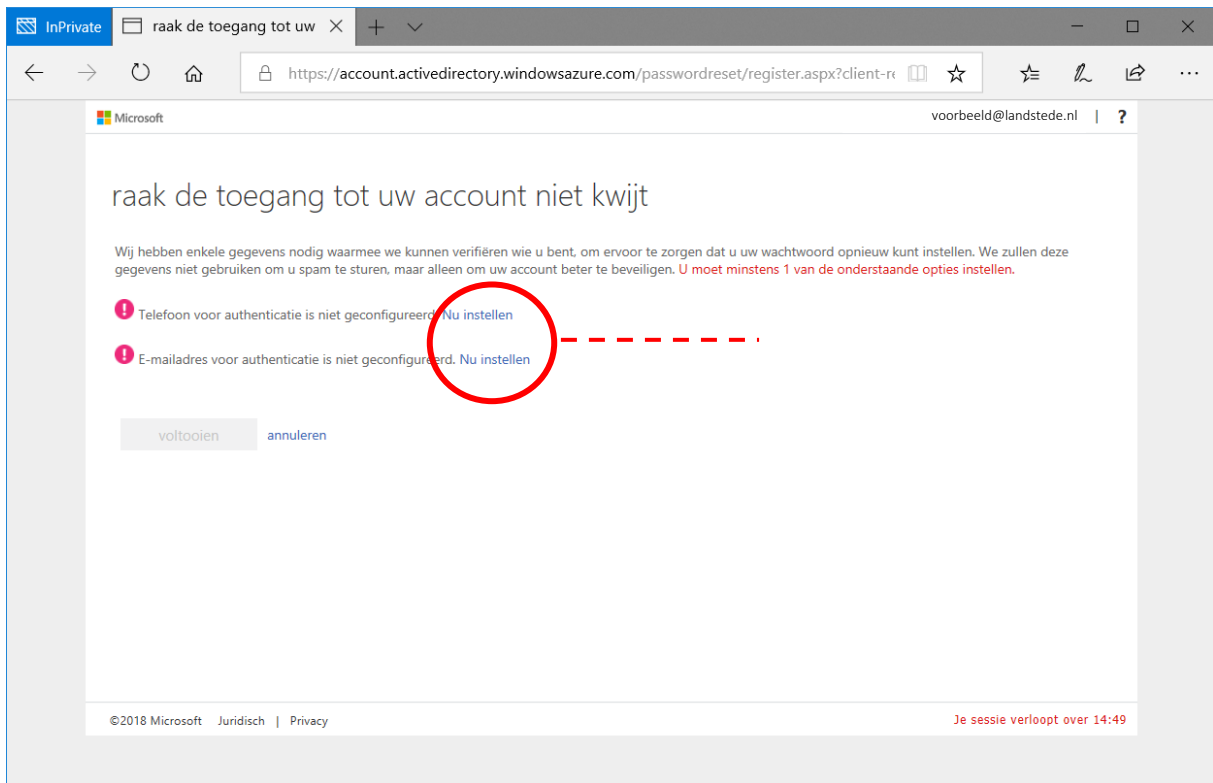 InPrivate
raak de toegang tot uw
https://account.activedirectory.windowsazure.com/passwordreset/register.aspx?client-re
Microsoft
voorbeeld@landstede.nl | ?
raak de toegang tot uw account niet kwijt
Wij hebben enkele gegevens nodig waarmee we kunnen verifiëren wie u bent, om ervoor te zorgen dat u uw wachtwoord opnieuw kunt instellen. We zullen deze
gegevens niet gebruiken om u spam te sturen, maar alleen om uw account beter te beveiligen. U moet minstens 1 van de onderstaande opties instellen.
Telefoon voor authenticatie is niet geconfigureerd. Nu instellen
E-mailadres voor authenticatie is niet geconfigureerd. Nu instellen
voltooien annuleren
©2018 Microsoft Juridisch | Privacy
Je sessie verloopt over 14:49